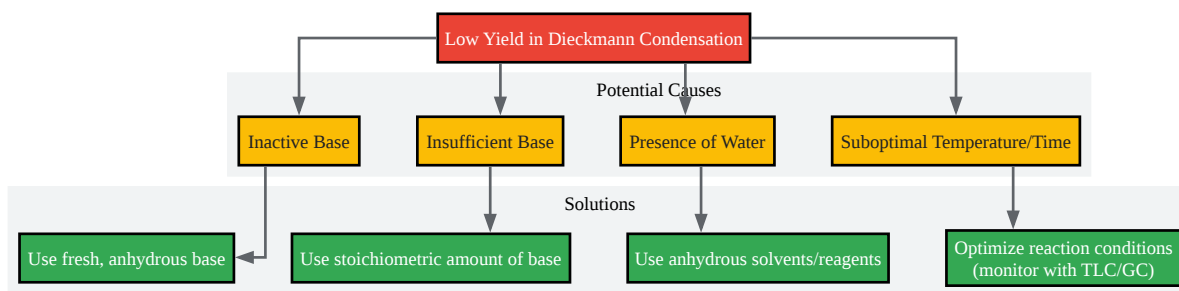 Low Yield in Dieckmann Condensation
Potential Causes
Inactive Base
Insufficient Base
Presence of Water
Suboptimal Temperature/Time
Solutions
Use fresh, anhydrous base
Use stoichiometric amount of base
Use anhydrous solvents/reagents
Optimize reaction conditions
(monitor with TLC/GC)